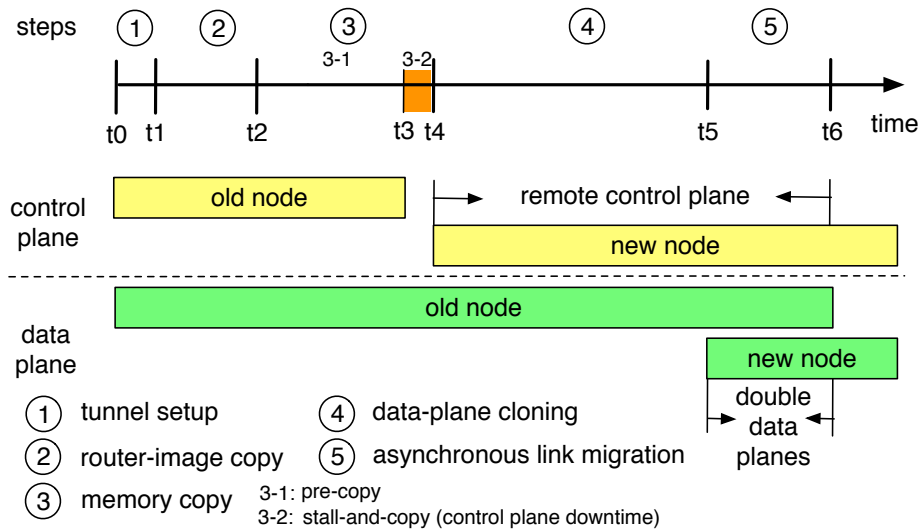 steps 1 2 3 4 5
3-1 3-2
t0 t1 t2 t3 t4 t5 t6 time
control plane
old node
remote control plane
new node
data plane
old node
new node
double data planes
1 tunnel setup
2 router-image copy
3 memory copy
3-1: pre-copy
3-2: stall-and-copy (control plane downtime)
4 data-plane cloning
5 asynchronous link migration